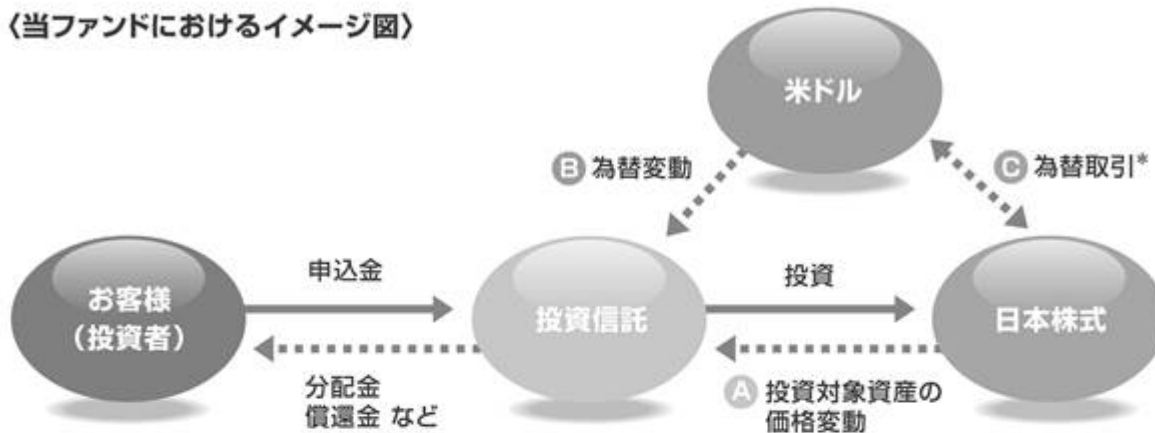 〈当ファンドにおけるイメージ図〉
米ドル
B 為替変動
C 為替取引*
お客様
（投資者）
申込金
投資信託
投資
日本株式
分配金
償還金 など
A 投資対象資産の
価格変動